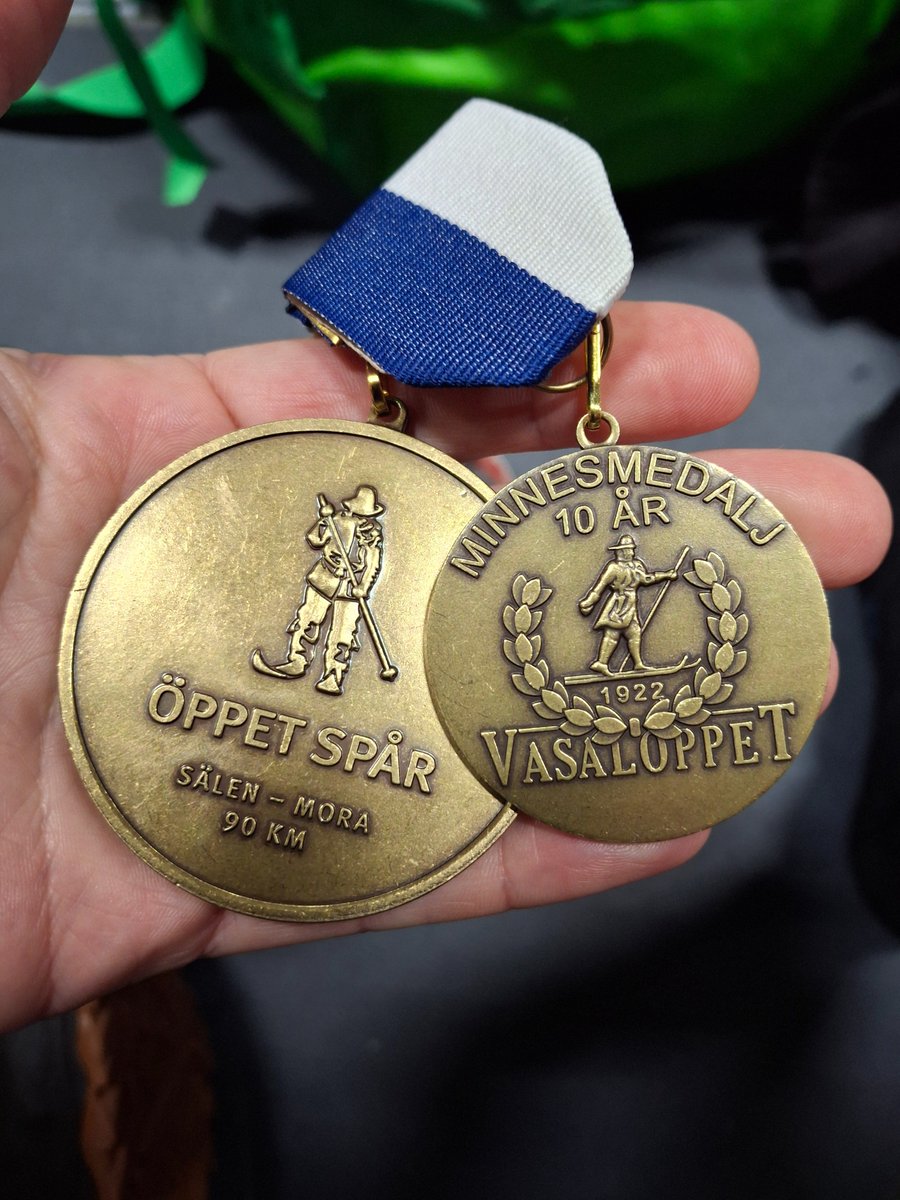 ÖPPET SPÅR
SÄLEN – MORA
90 KM
MINNESMEDALJ
10 ÅR
1922
VASALOPPET